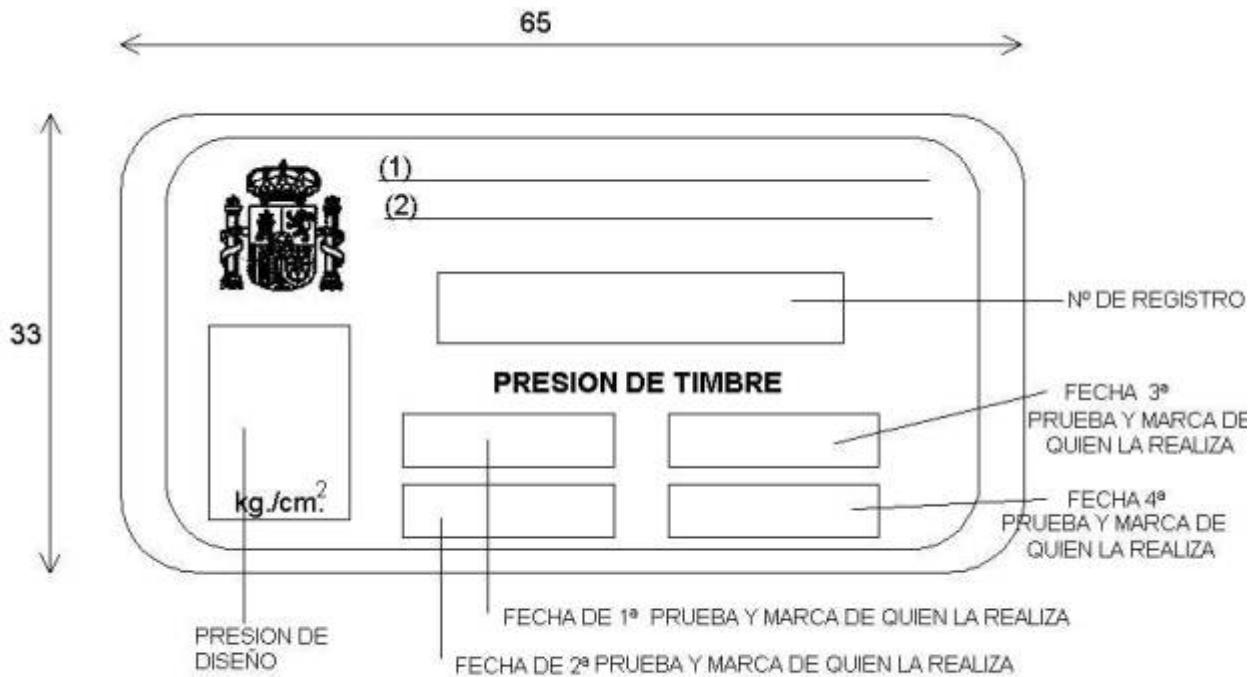 65
(1)
(2)
33
Nº DE REGISTRO
PRESION DE TIMBRE
FECHA 3ª
PRUEBA Y MARCA DE
QUIEN LA REALIZA
kg./cm.²
FECHA 4ª
PRUEBA Y MARCA DE
QUIEN LA REALIZA
FECHA DE 1ª PRUEBA Y MARCA DE QUIEN LA REALIZA
PRESION DE
DISEÑO
FECHA DE 2ª PRUEBA Y MARCA DE QUIEN LA REALIZA